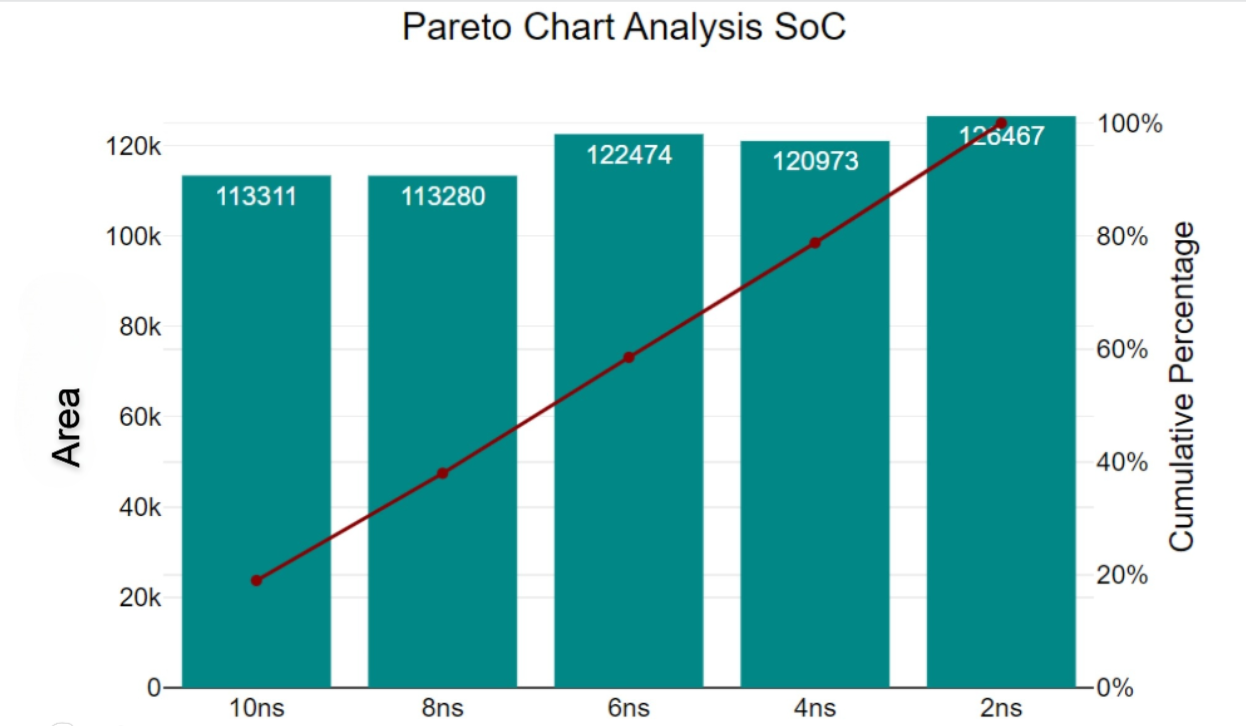 Pareto Chart Analysis SoC
120k
100k
80k
60k
40k
20k
0
Area
113311
113280
122474
120973
126467
100%
80%
60%
40%
20%
0%
Cumulative Percentage
10ns
8ns
6ns
4ns
2ns